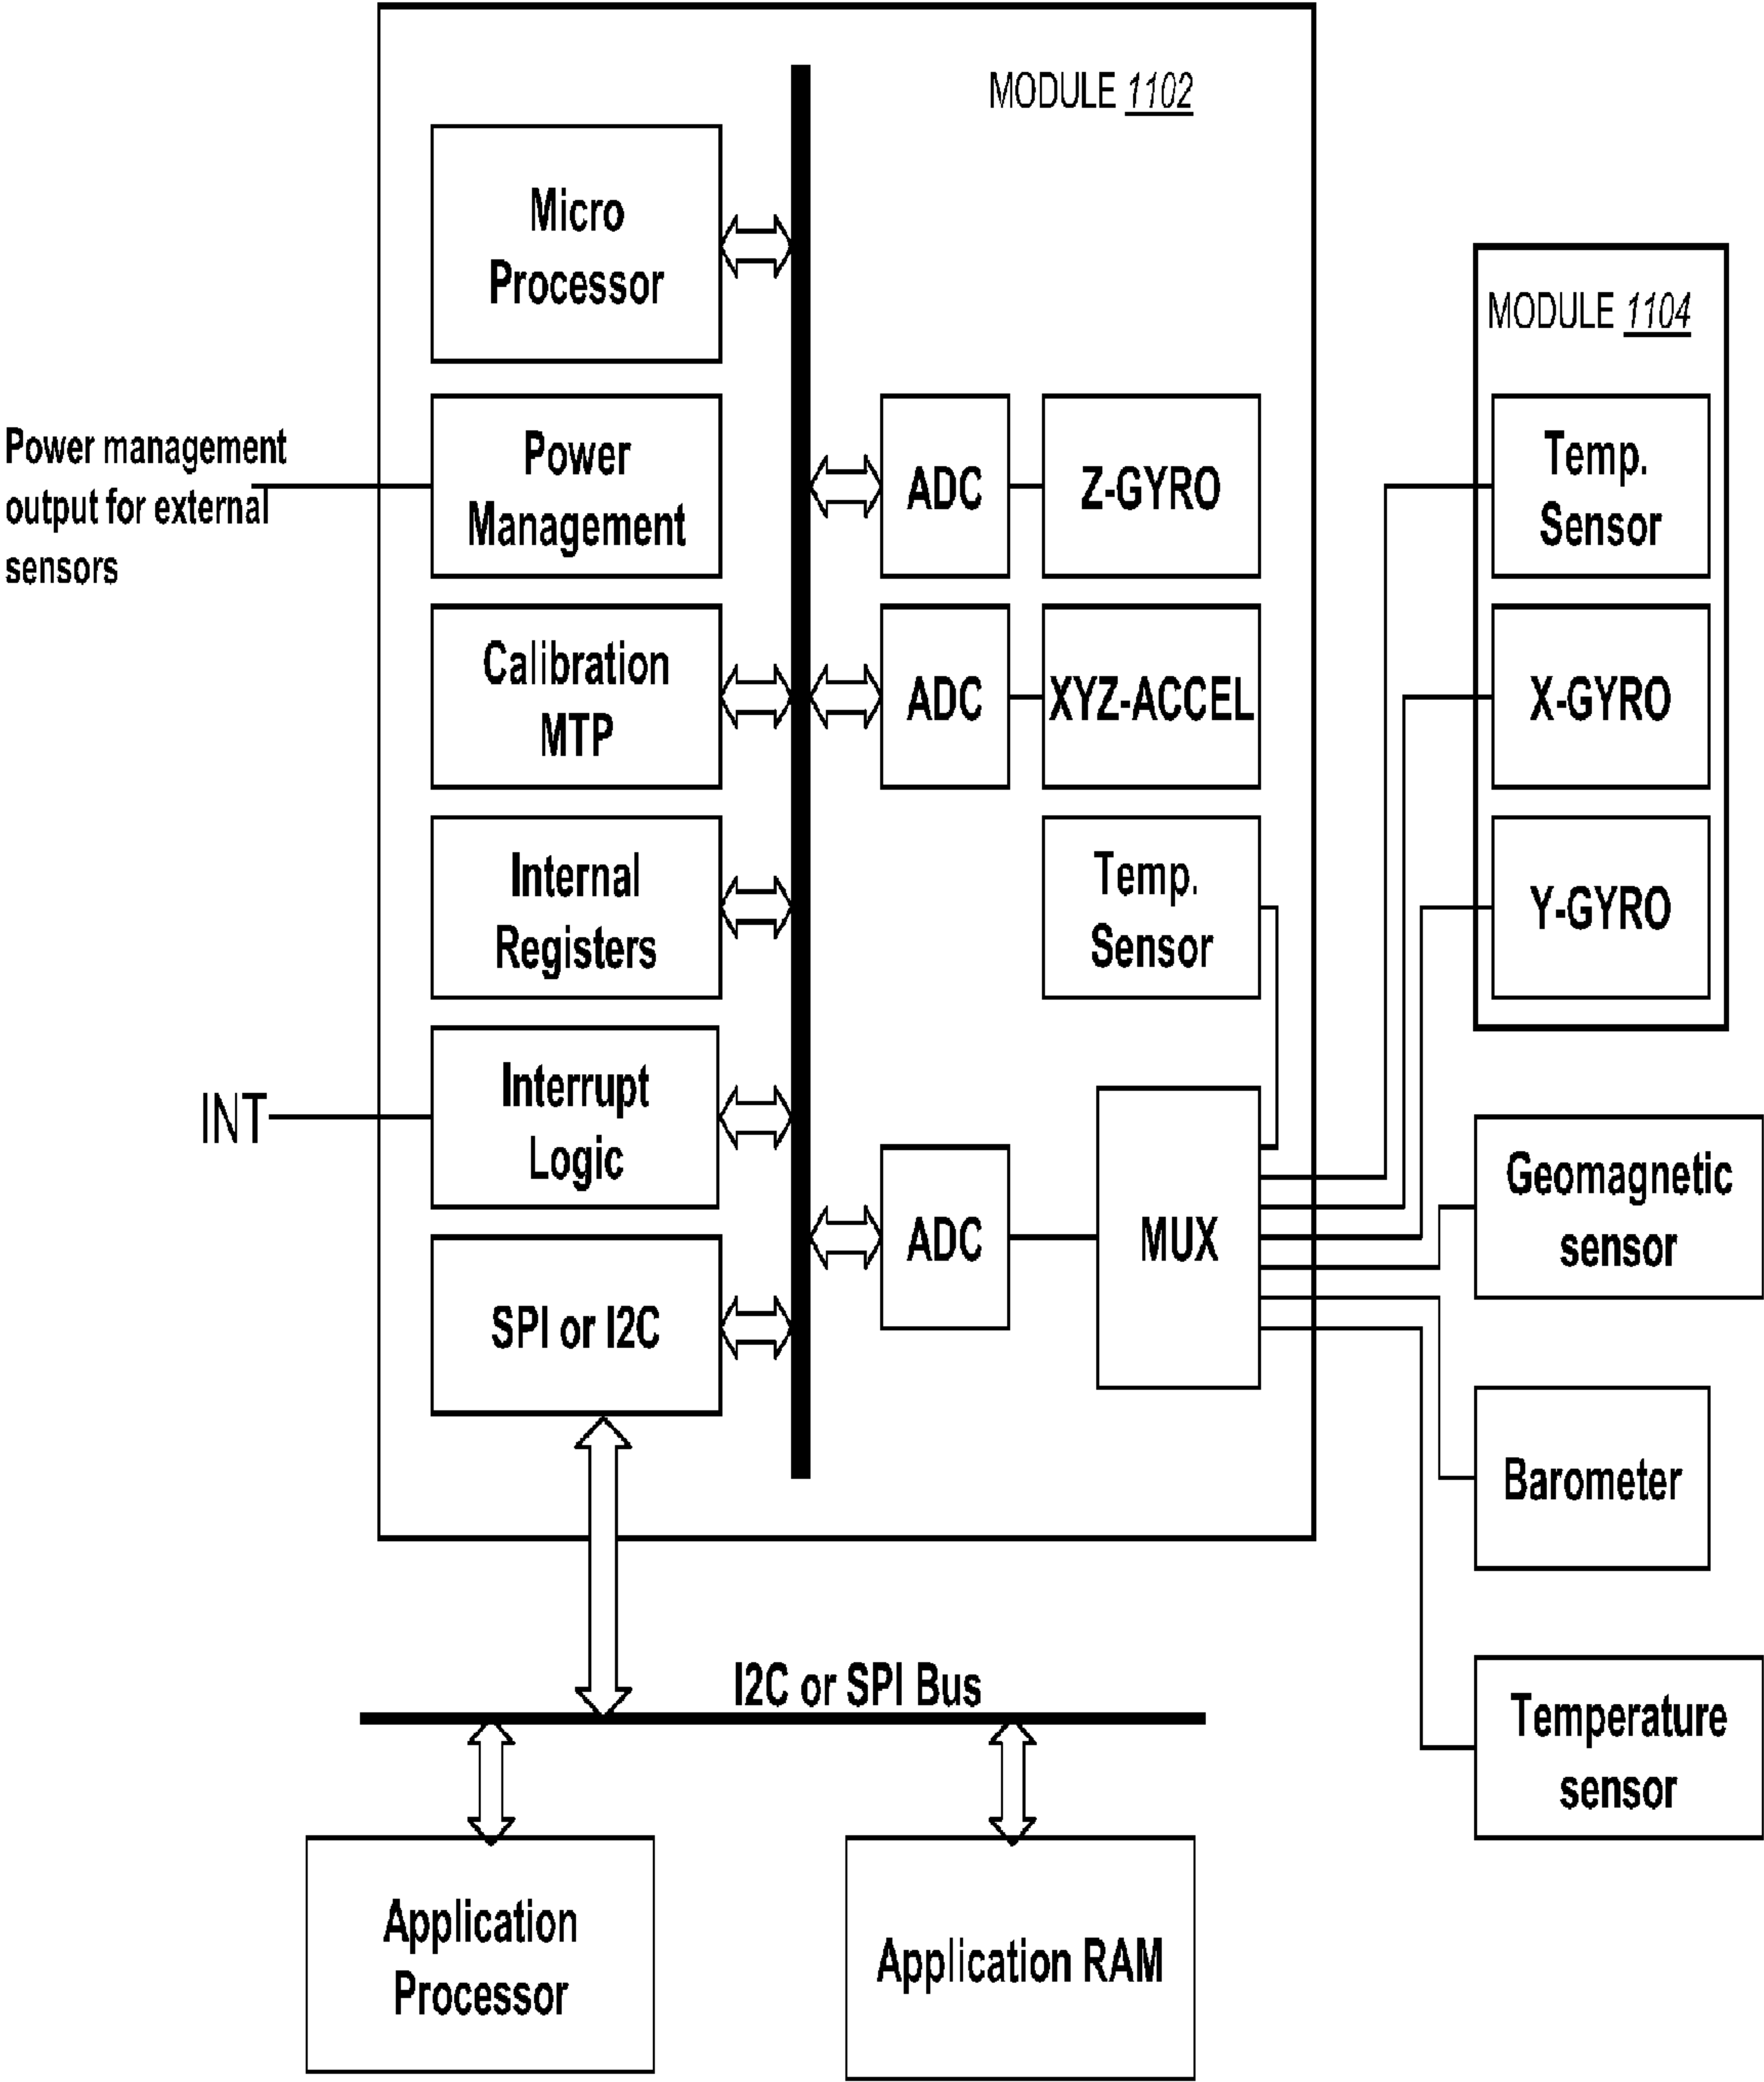 MODULE 1102
Micro
Processor
MODULE 1104
Power management
output for external
sensors
Power
Management
ADC
Z-GYRO
Temp.
Sensor
Calibration
MTP
ADC
XYZ-ACCEL
X-GYRO
Internal
Registers
Temp.
Sensor
Y-GYRO
INT
Interrupt
Logic
ADC
MUX
Geomagnetic
sensor
SPI or I2C
Barometer
I2C or SPI Bus
Temperature
sensor
Application
Processor
Application RAM